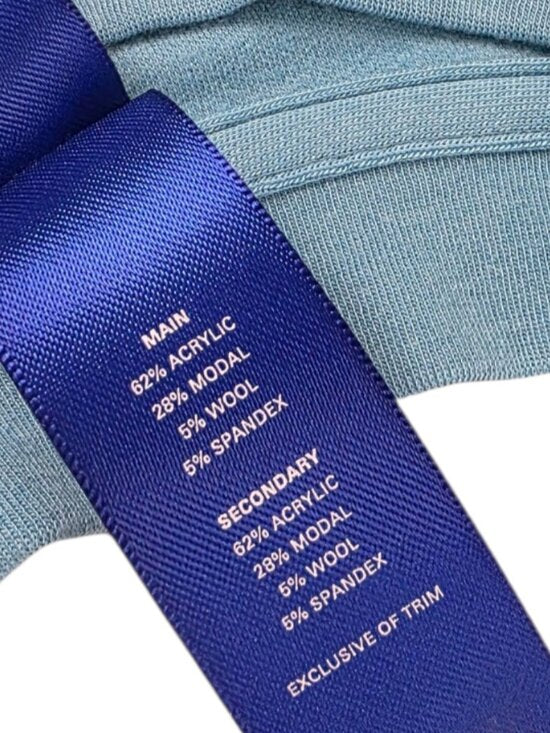 MAIN
62% ACRYLIC
28% MODAL
5% WOOL
5% SPANDEX
SECONDARY
62% ACRYLIC
28% MODAL
5% WOOL
5% SPANDEX
EXCLUSIVE OF TRIM